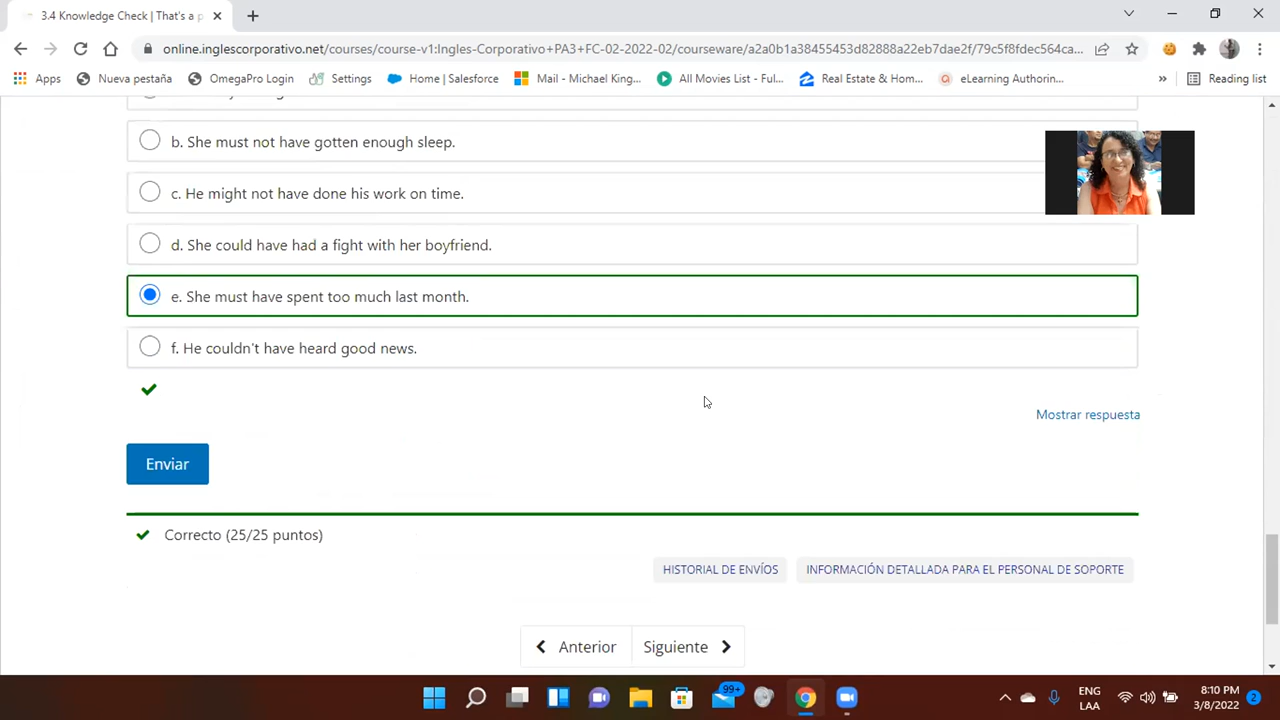 3.4 Knowledge Check | That's a p
online.inglescorporativo.net/courses/course-v1:Ingles-Corporativo+PA3+FC-02-2022-02/courseware/a2a0b1a38455453d82888a22eb7dae2f/79c5f8fdec564ca...
Apps Nueva pestaña OmegaPro Login Settings Home | Salesforce Mail - Michael King... All Movies List - Ful... Real Estate & Hom... eLearning Authorin... » Reading list
b. She must not have gotten enough sleep.
c. He might not have done his work on time.
d. She could have had a fight with her boyfriend.
e. She must have spent too much last month.
f. He couldn't have heard good news.
Mostrar respuesta
Enviar
Correcto (25/25 puntos)
HISTORIAL DE ENVÍOS INFORMACIÓN DETALLADA PARA EL PERSONAL DE SOPORTE
Anterior Siguiente
99+
ENG
LAA
8:10 PM
3/8/2022
2